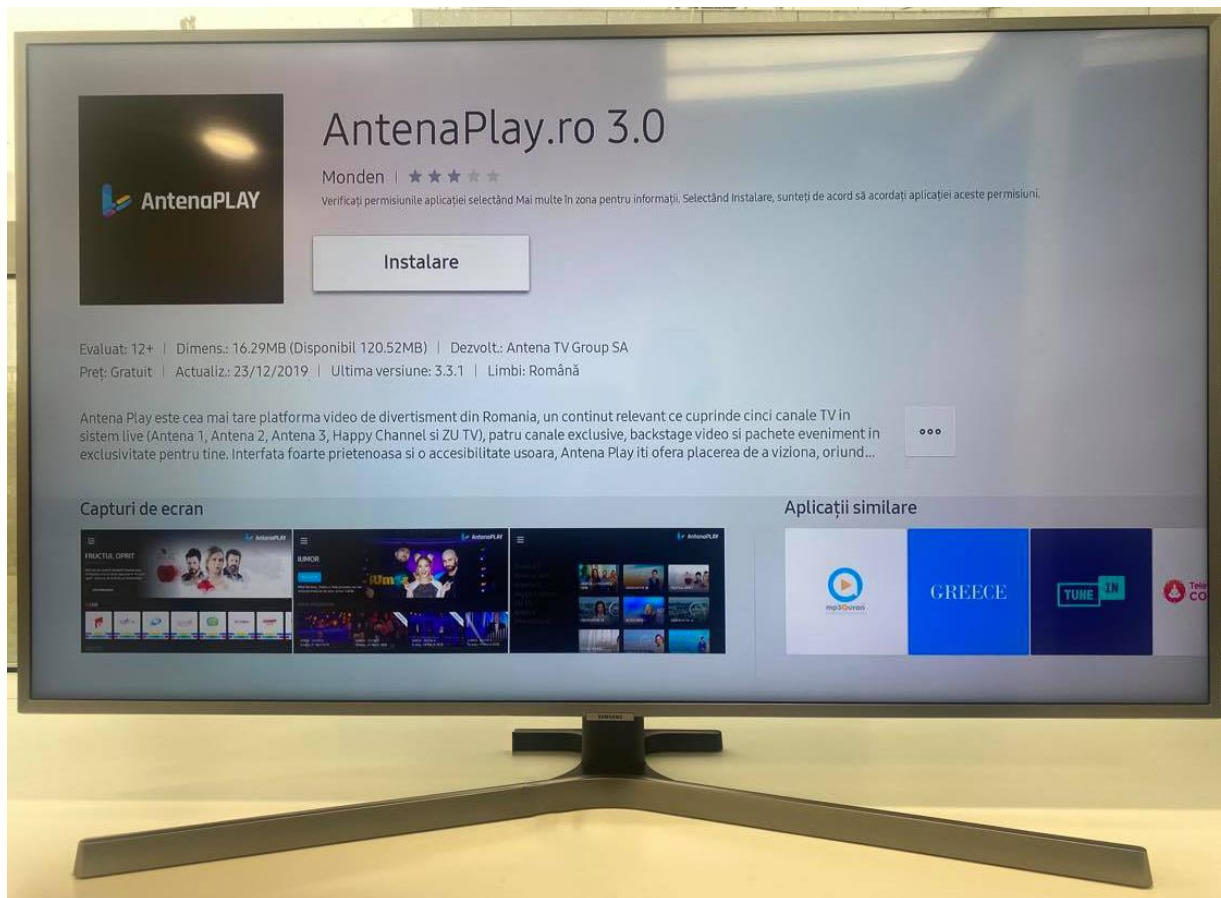 AntenaPlay.ro 3.0
AntenaPLAY
Monden
Verificați permisiunile aplicației selectând Mai multe în zona pentru informații. Selectând Instalare, sunteți de acord să acordați aplicației aceste permisiuni.
Instalare
Evaluat: 12+ | Dimens.: 16.29MB (Disponibil 120.52MB) | Dezvolt.: Antena TV Group SA
Preț: Gratuit | Actualiz.: 23/12/2019 | Ultima versiune: 3.3.1 | Limbi: Română
Antena Play este cea mai tare platforma video de divertisment din Romania, un continut relevant ce cuprinde cinci canale TV in
sistem live (Antena 1, Antena 2, Antena 3, Happy Channel si ZU TV), patru canale exclusive, backstage video si pachete eveniment in
exclusivitate pentru tine. Interfata foarte prietenoasa si o accesibilitate usoara, Antena Play iti ofera placerea de a viziona, oriund...
Capturi de ecran
Aplicații similare
AntenaPLAY
AntenaPLAY
AntenaPLAY
FRUCTUL OPRIT
IUMOR
mp3Quran
GREECE
TUNE IN
SAMSUNG